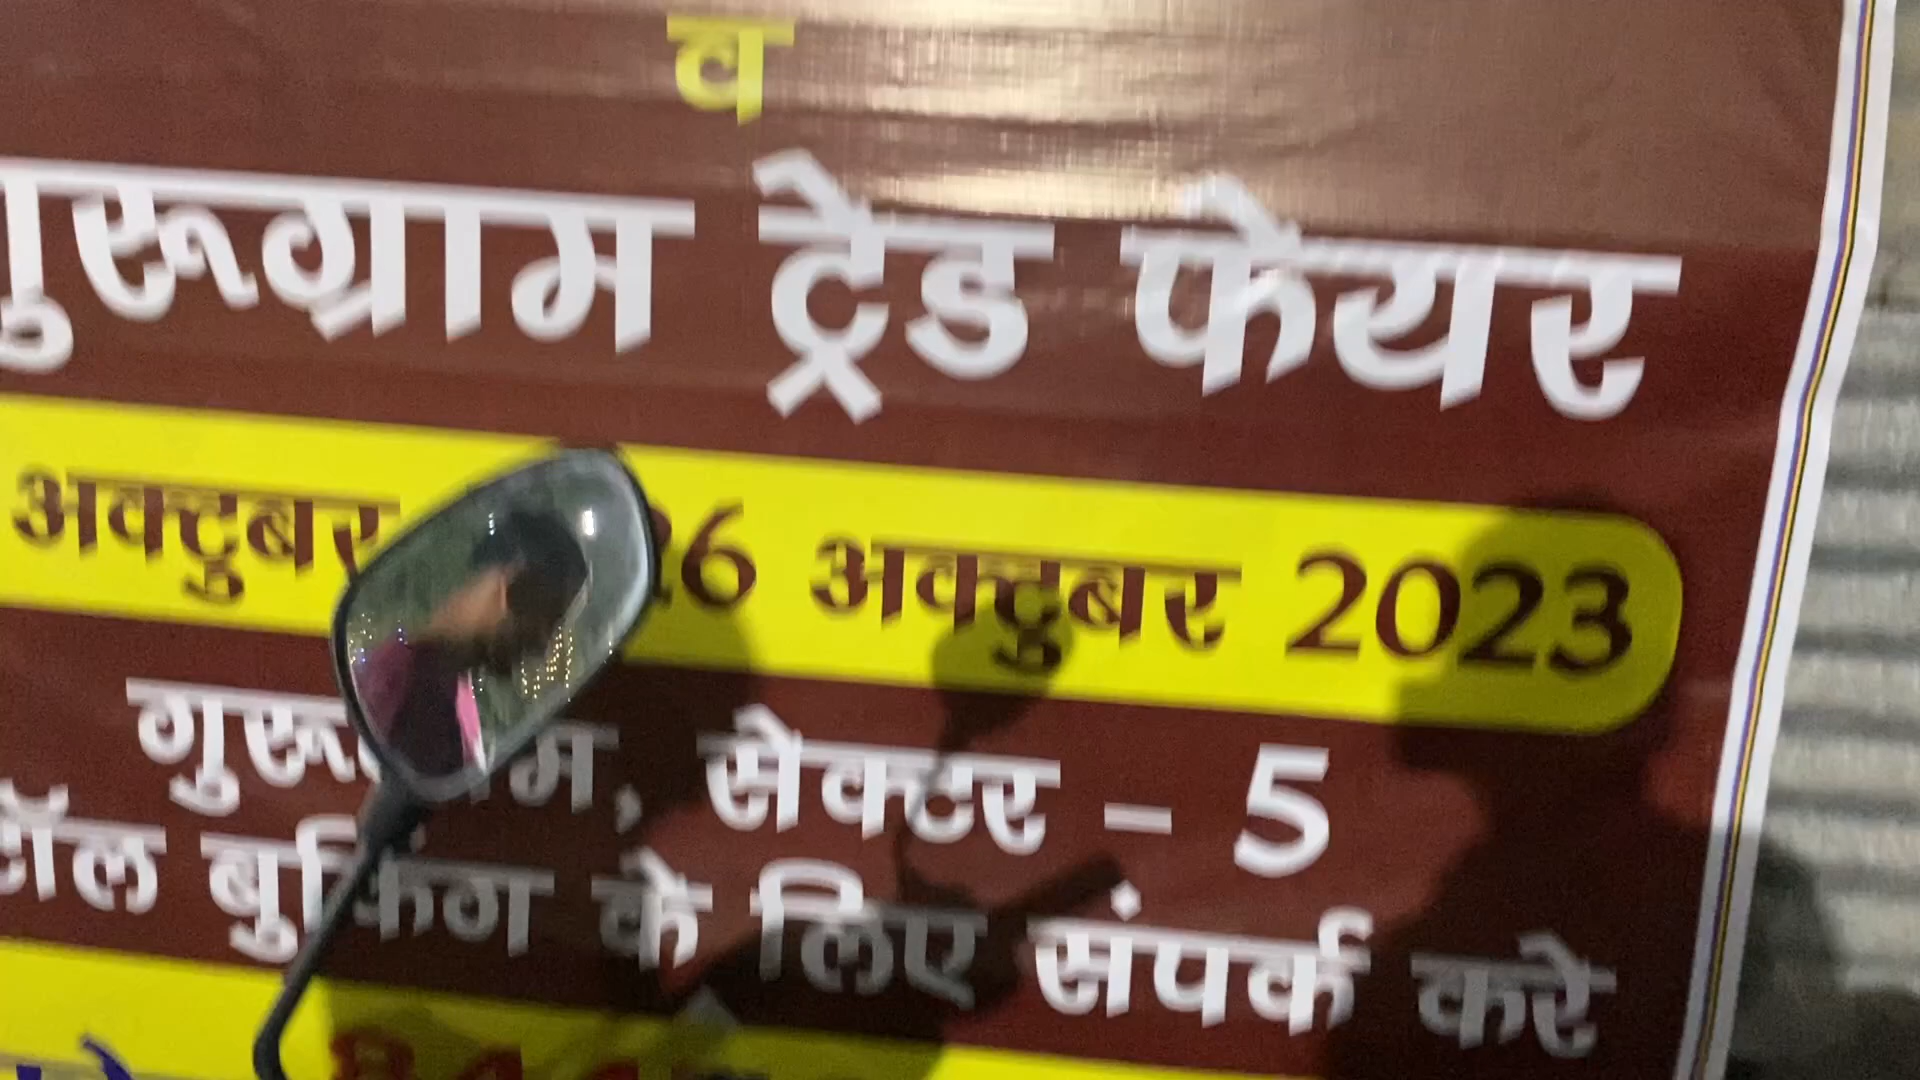 व
गुरूग्राम ट्रेड फेयर
अक्टुबर 26 अक्टुबर 2023
सेक्टर - 5
बुकिंग के लिए संपर्क करे